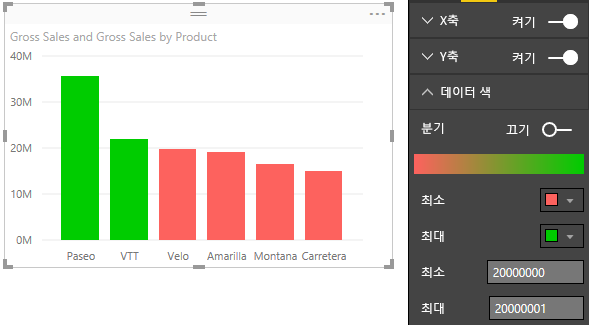 Gross Sales and Gross Sales by Product
40M
30M
20M
10M
0M
Paseo VTT Velo Amarilla Montana Carretera
X축 켜기
Y축 켜기
데이터 색
분기 끄기
최소
최대
최소 20000000
최대 20000001